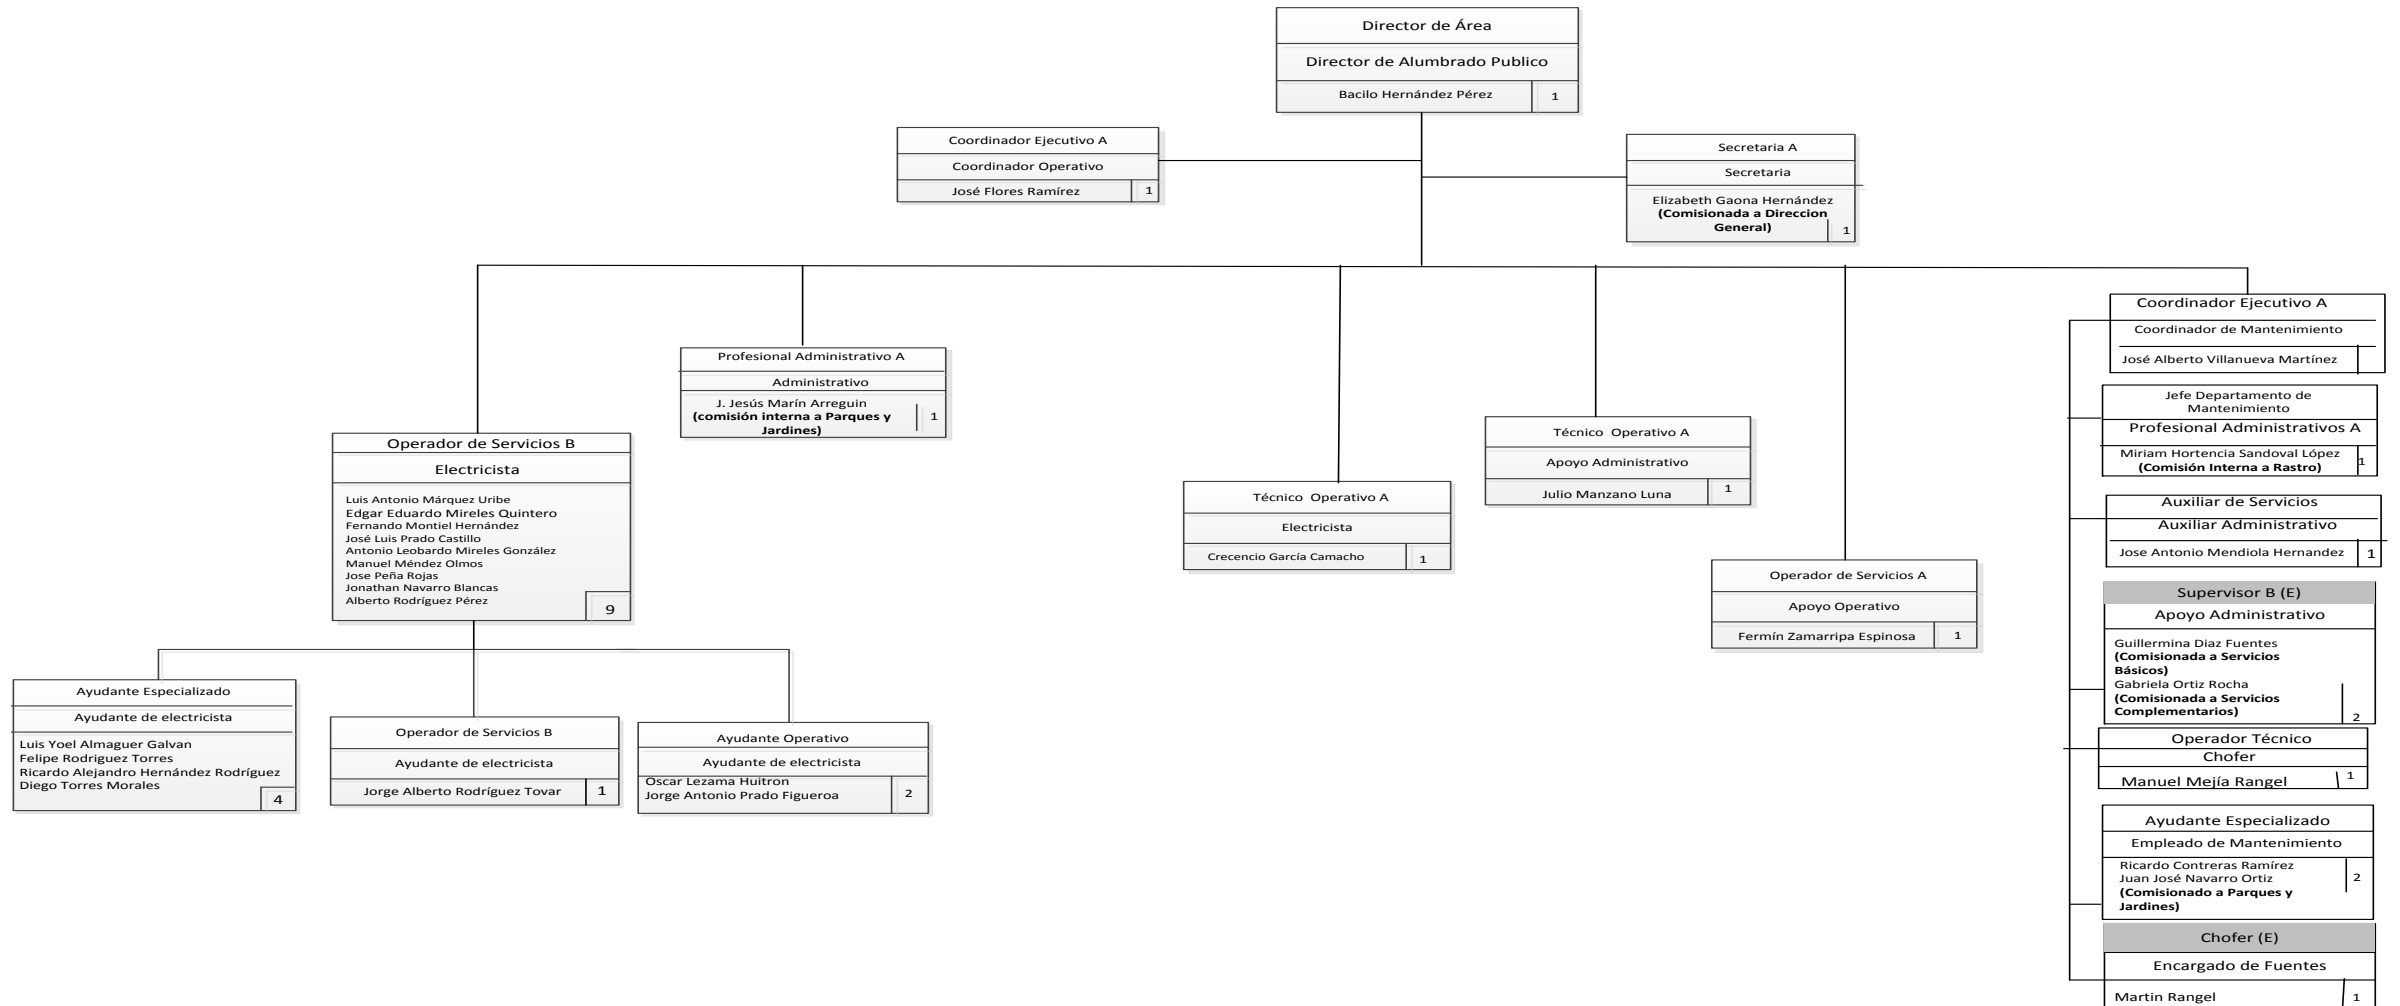 Director de Área
Director de Alumbrado Publico
Bacilo Hernández Pérez
1
Coordinador Ejecutivo A
Coordinador Operativo
José Flores Ramírez
1
Secretaria A
Secretaria
Elizabeth Gaona Hernández
(Comisionada a Direccion
General)
1
Operador de Servicios B
Electricista
Luis Antonio Márquez Uribe
Edgar Eduardo Mireles Quintero
Fernando Montiel Hernández
José Luis Prado Castillo
Antonio Leobardo Mireles González
Manuel Méndez Olmos
Jose Peña Rojas
Jonathan Navarro Blancas
Alberto Rodríguez Pérez
9
Ayudante Especializado
Ayudante de electricista
Luis Yoel Almaguer Galvan
Felipe Rodriguez Torres
Ricardo Alejandro Hernández Rodríguez
Diego Torres Morales
4
Operador de Servicios B
Ayudante de electricista
Jorge Alberto Rodríguez Tovar
1
Ayudante Operativo
Ayudante de electricista
Oscar Lezama Huitron
Jorge Antonio Prado Figueroa
2
Profesional Administrativo A
Administrativo
J. Jesús Marín Arreguin
(comisión interna a Parques y
Jardines)
1
Técnico Operativo A
Electricista
Crecencio García Camacho
1
Técnico Operativo A
Apoyo Administrativo
Julio Manzano Luna
1
Operador de Servicios A
Apoyo Operativo
Fermín Zamarripa Espinosa
1
Coordinador Ejecutivo A
Coordinador de Mantenimiento
José Alberto Villanueva Martínez
Jefe Departamento de
Mantenimiento
Profesional Administrativos A
Miriam Hortencia Sandoval López
(Comisión Interna a Rastro)
1
Auxiliar de Servicios
Auxiliar Administrativo
Jose Antonio Mendiola Hernandez
1
Supervisor B (E)
Apoyo Administrativo
Guillermina Diaz Fuentes
(Comisionada a Servicios
Básicos)
Gabriela Ortiz Rocha
(Comisionada a Servicios
Complementarios)
2
Operador Técnico
Chofer
Manuel Mejía Rangel
1
Ayudante Especializado
Empleado de Mantenimiento
Ricardo Contreras Ramírez
Juan José Navarro Ortiz
(Comisionado a Parques y
Jardines)
2
Chofer (E)
Encargado de Fuentes
Martin Rangel
1